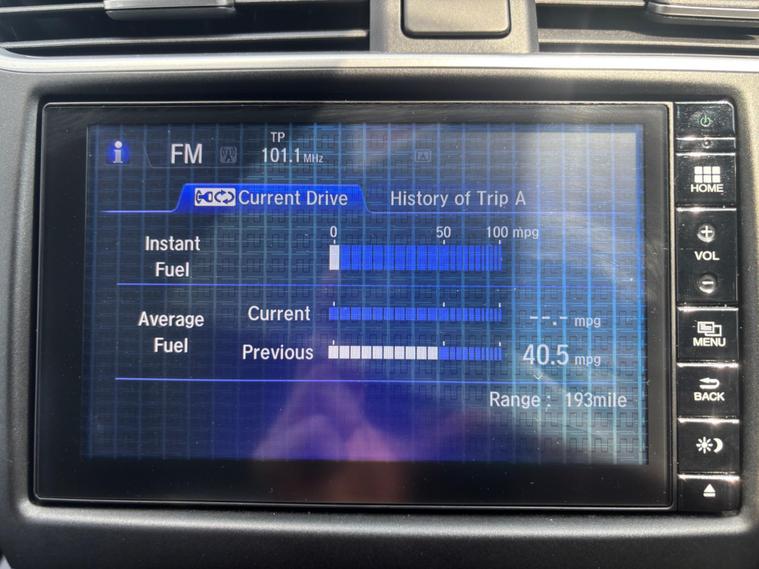 TP
FM 101.1 MHz
Current Drive History of Trip A
0 50 100 mpg
Instant
Fuel
Average
Fuel
Current --.- mpg
Previous 40.5 mpg
Range : 193mile
HOME
+
VOL
−
MENU
BACK